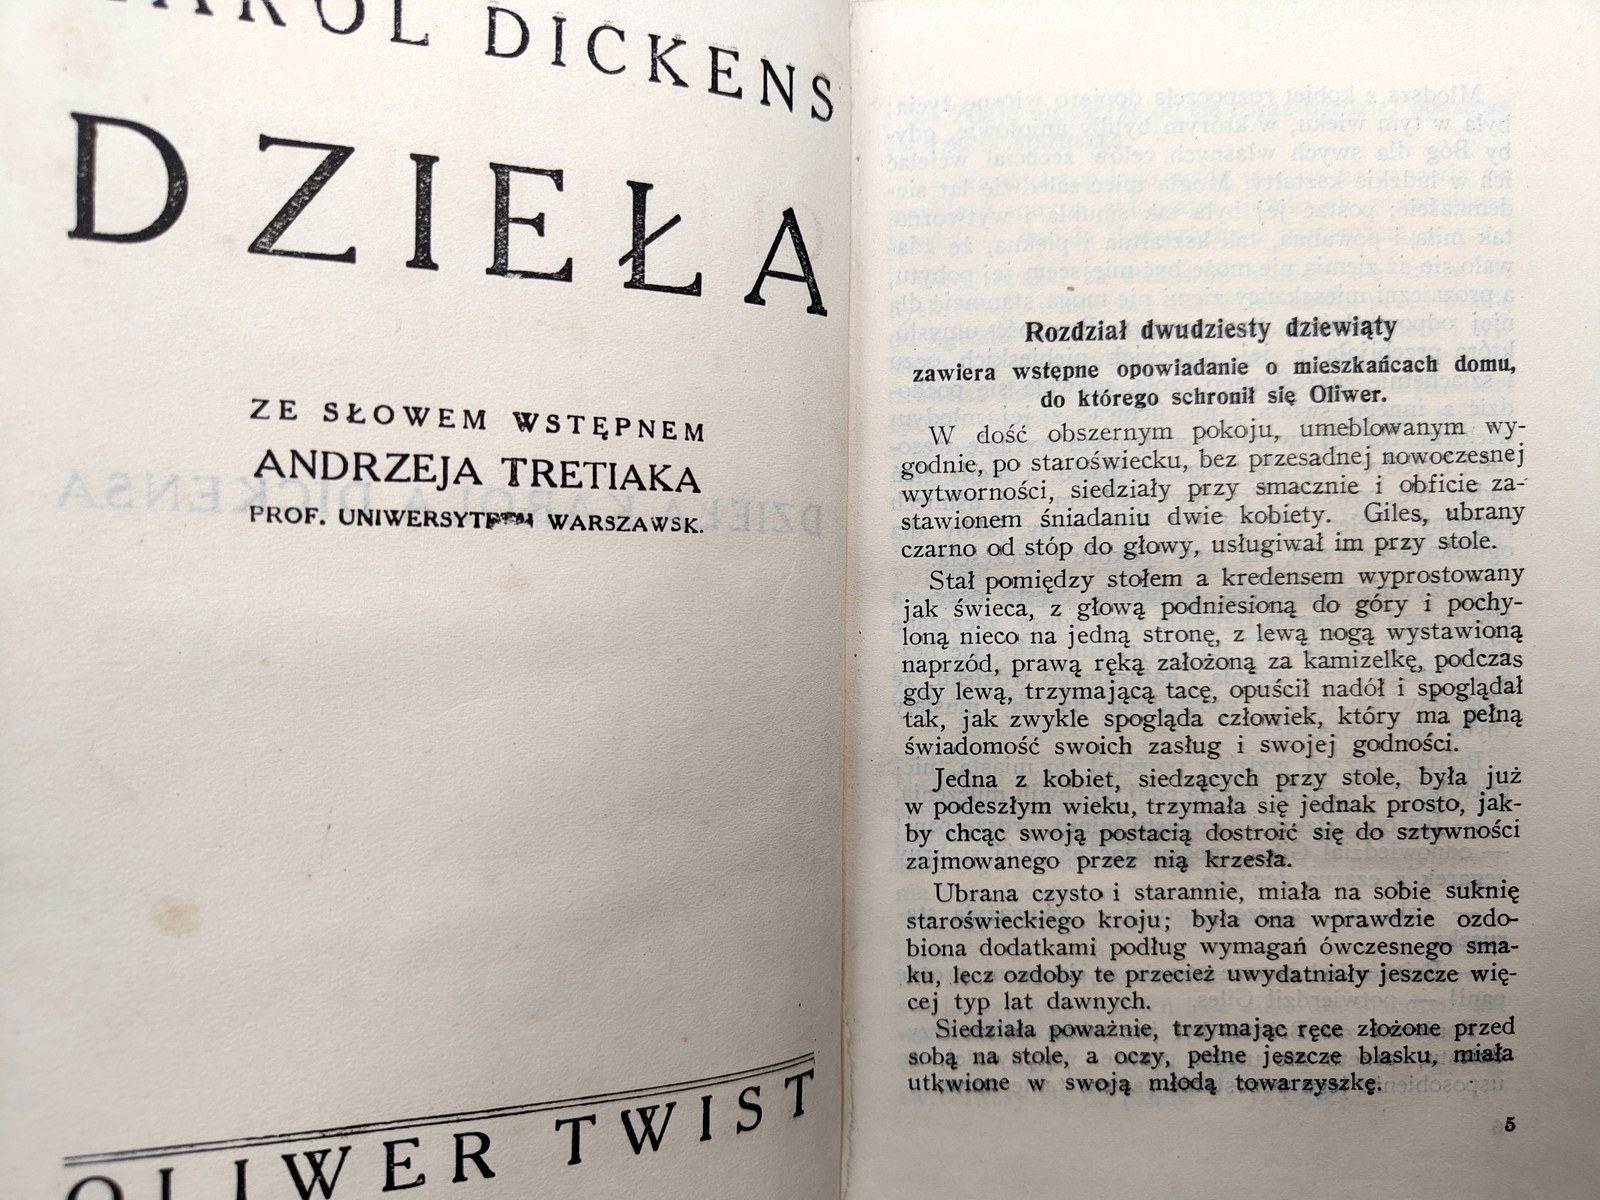 KAROL DICKENS
DZIEŁA
ZE SŁOWEM WSTĘPNEM
ANDRZEJA TRETIAKA
PROF. UNIWERSYTETU WARSZAWSK.
OLIWER TWIST
Rozdział dwudziesty dziewiąty
zawiera wstępne opowiadanie o mieszkańcach domu,
do którego schronił się Oliwer.
W dość obszernym pokoju, umeblowanym wy-
godnie, po staroświecku, bez przesadnej nowoczesnej
wytworności, siedziały przy smacznie i obficie za-
stawionem śniadaniu dwie kobiety. Giles, ubrany
czarno od stóp do głowy, usługiwał im przy stole.
Stał pomiędzy stołem a kredensem wyprostowany
jak świeca, z głową podniesioną do góry i pochy-
loną nieco na jedną stronę, z lewą nogą wystawioną
naprzód, prawą ręką założoną za kamizelkę, podczas
gdy lewą, trzymającą tacę, opuścił nadół i spoglądał
tak, jak zwykle spogląda człowiek, który ma pełną
świadomość swoich zasług i swojej godności.
Jedna z kobiet, siedzących przy stole, była już
w podeszłym wieku, trzymała się jednak prosto, jak-
by chcąc swoją postacią dostroić się do sztywności
zajmowanego przez nią krzesła.
Ubrana czysto i starannie, miała na sobie suknię
staroświeckiego kroju; była ona wprawdzie ozdo-
biona dodatkami podług wymagań ówczesnego sma-
ku, lecz ozdoby te przecież uwydatniały jeszcze wię-
cej typ lat dawnych.
Siedziała poważnie, trzymając ręce złożone przed
sobą na stole, a oczy, pełne jeszcze blasku, miała
utkwione w swoją młodą towarzyszkę.
5